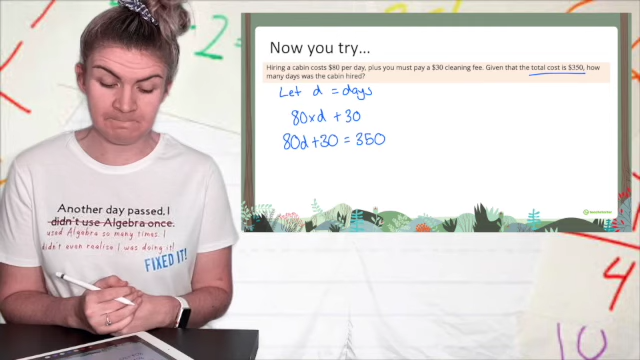 Now you try...
Hiring a cabin costs $80 per day, plus you must pay a $30 cleaning fee. Given that the total cost is $350, how
many days was the cabin hired?
Let d = days
80×d + 30
80d + 30 = 350
Another day passed, I
didn't use Algebra once.
used Algebra so many times. I
didn't even realise I was doing it!
FIXED IT!
2 =
4
10